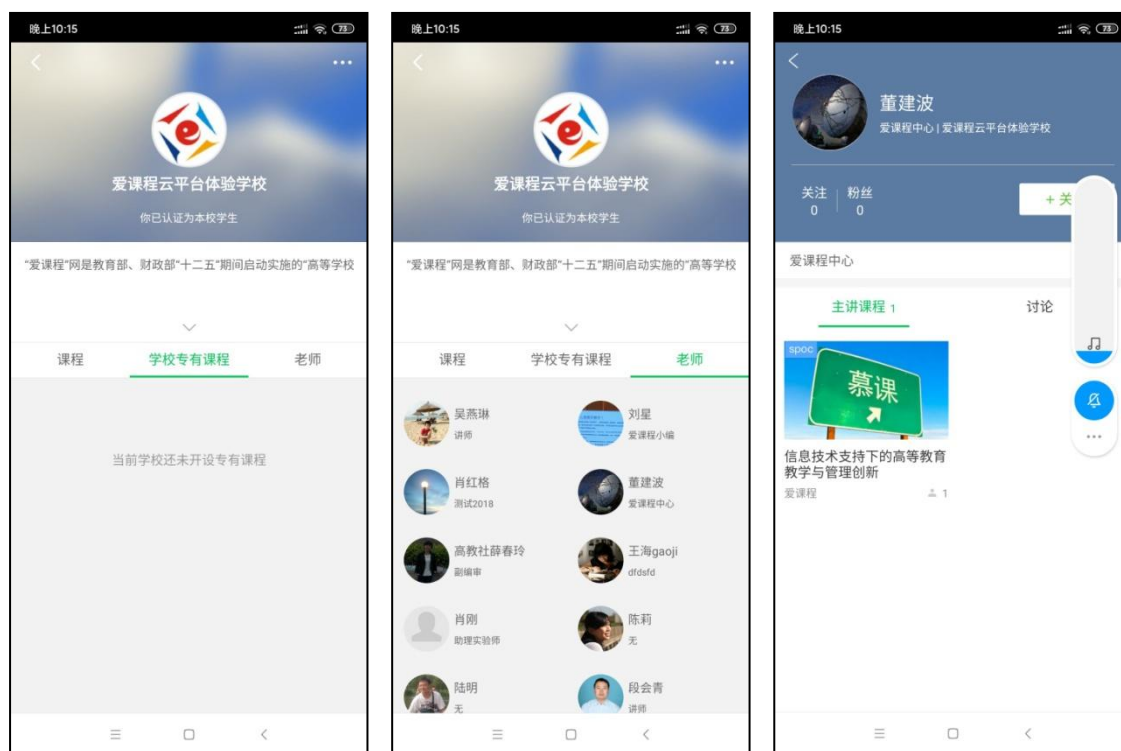 晚上10:15
73
爱课程云平台体验学校
你已认证为本校学生
“爱课程”网是教育部、财政部“十二五”期间启动实施的“高等学校
课程
学校专有课程
老师
当前学校还未开设专有课程
晚上10:15
73
爱课程云平台体验学校
你已认证为本校学生
“爱课程”网是教育部、财政部“十二五”期间启动实施的“高等学校
课程
学校专有课程
老师
吴燕琳
讲师
刘星
爱课程小编
肖红格
测试2018
董建波
爱课程中心
高教社薛春玲
副编审
王海gaoji
dfdsfd
肖刚
助理实验师
陈莉
无
陆明
无
段会青
讲师
晚上10:15
73
董建波
爱课程中心 | 爱课程云平台体验学校
关注
0
粉丝
0
+ 关
爱课程中心
主讲课程 1
讨论
spoc
慕课
信息技术支持下的高等教育
教学与管理创新
爱课程
1